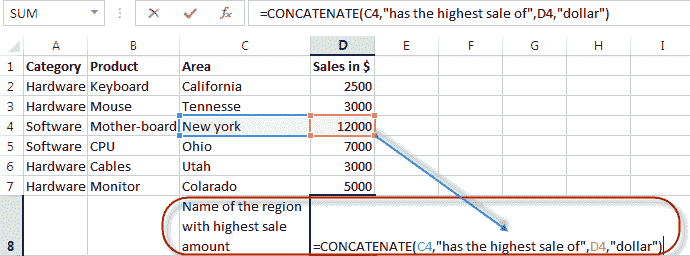 SUM =CONCATENATE(C4,"has the highest sale of",D4,"dollar")
A B C D E F G H I
1 Category Product Area Sales in $
2 Hardware Keyboard California 2500
3 Hardware Mouse Tennesse 3000
4 Software Mother-board New york 12000
5 Software CPU Ohio 7000
6 Hardware Cables Utah 3000
7 Hardware Monitor Colarado 5000
Name of the region
with highest sale
8 amount =CONCATENATE(C4,"has the highest sale of",D4,"dollar")